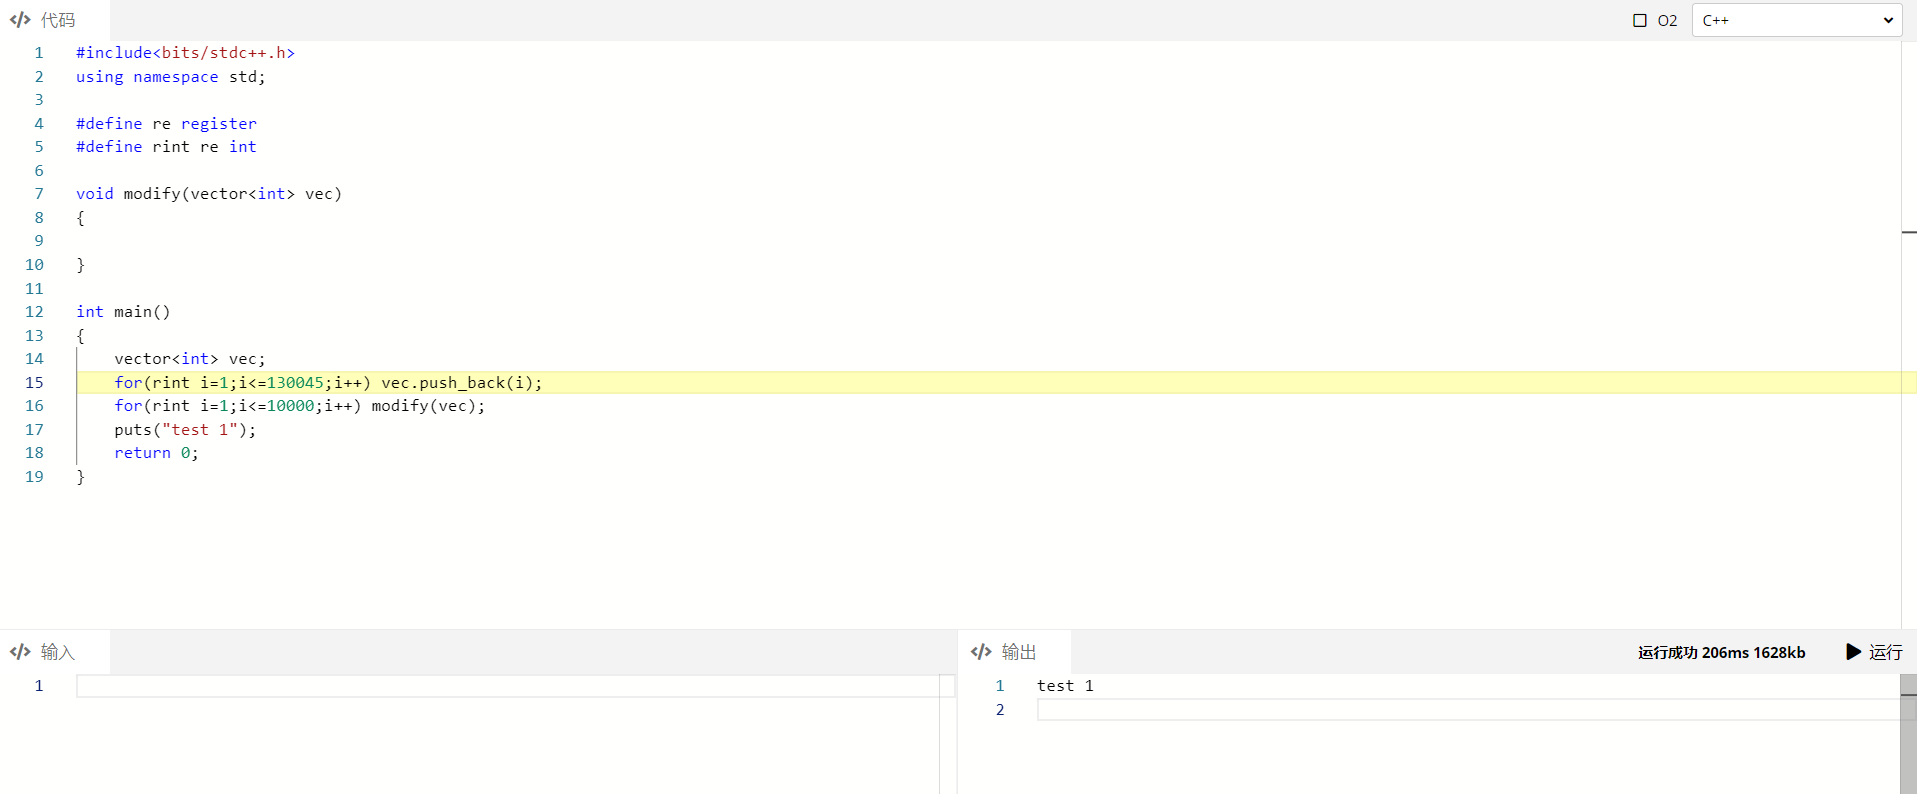 </> 代码
O2
C++
1 #include<bits/stdc++.h>
2 using namespace std;
3
4 #define re register
5 #define rint re int
6
7 void modify(vector<int> vec)
8 {
9
10 }
11
12 int main()
13 {
14     vector<int> vec;
15     for(rint i=1;i<=130045;i++) vec.push_back(i);
16     for(rint i=1;i<=10000;i++) modify(vec);
17     puts("test 1");
18     return 0;
19 }
</> 输入
1
</> 输出
运行成功 206ms 1628kb
运行
1 test 1
2